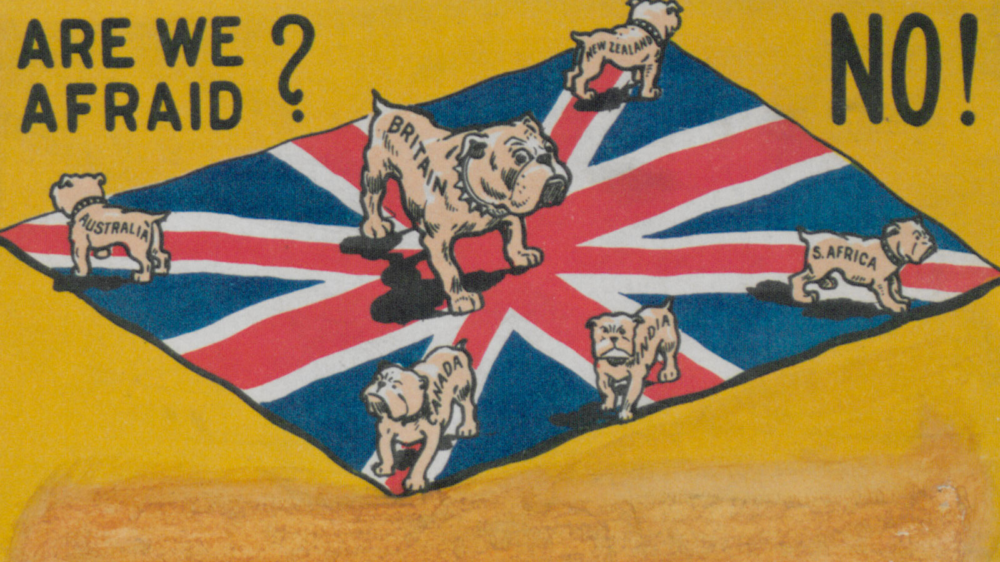 ARE WE
AFRAID ?
NO!
NEW ZEALAND
BRITAIN
AUSTRALIA
S. AFRICA
INDIA
CANADA